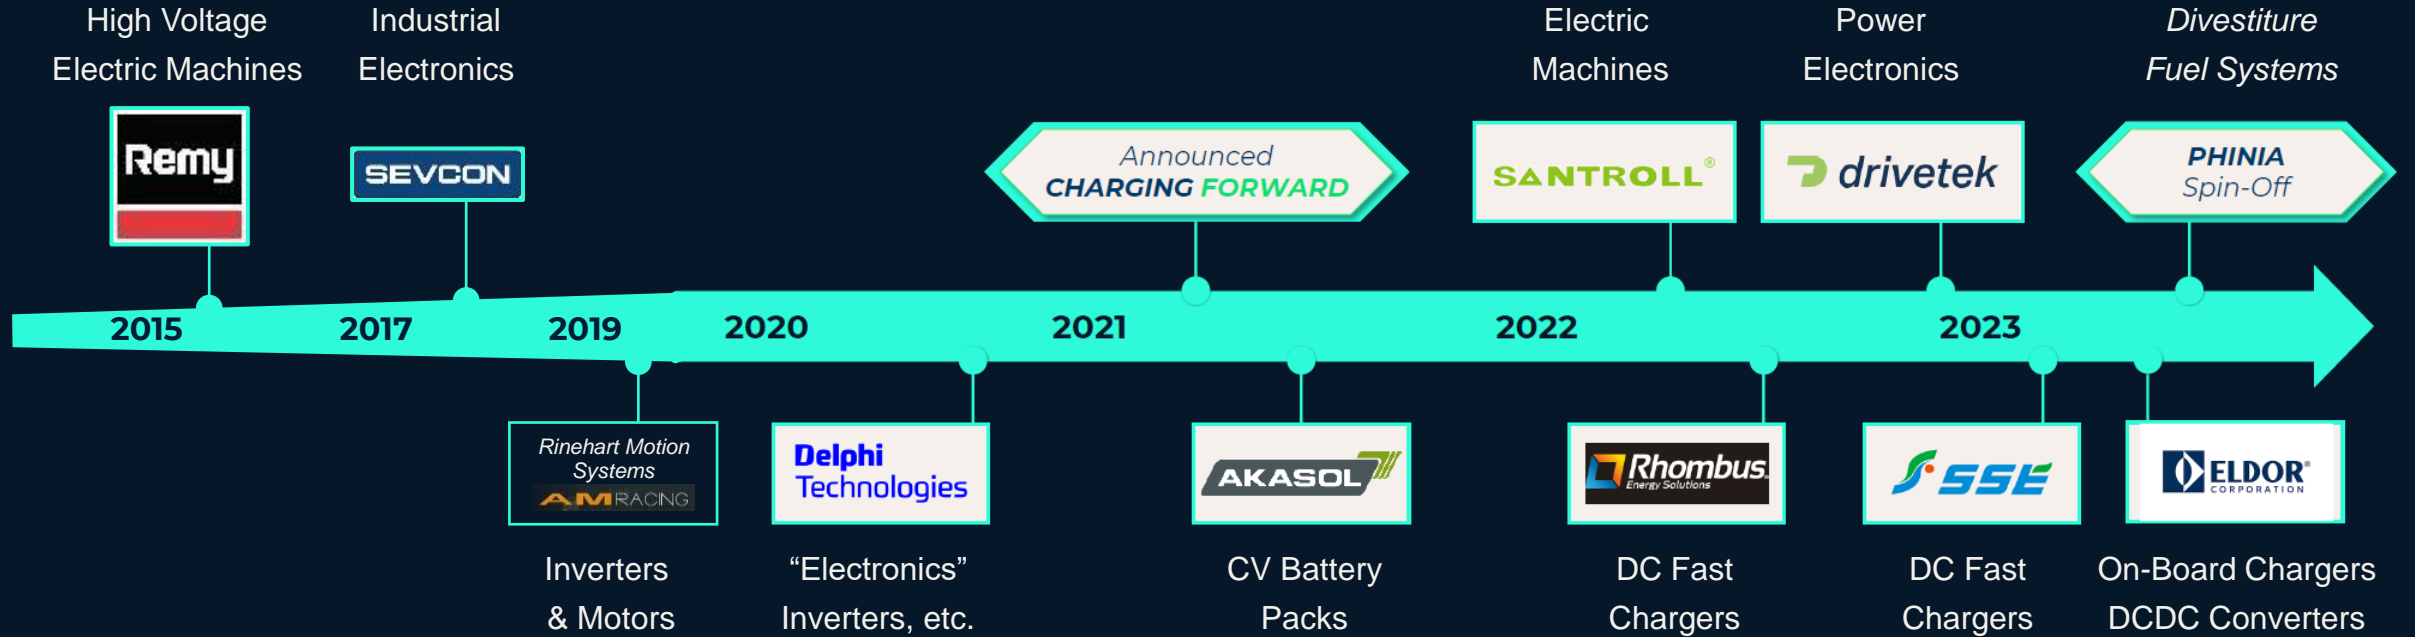 High Voltage
Electric Machines
Industrial
Electronics
Electric
Machines
Power
Electronics
Divestiture
Fuel Systems
Remy
SEVCON
Announced
CHARGING FORWARD
SANTROLL®
drivetek
PHINIA
Spin-Off
2015
2017
2019
2020
2021
2022
2023
Rinehart Motion
Systems
AM RACING
Delphi
Technologies
AKASOL
Rhombus
Energy Solutions
SSE
ELDOR®
CORPORATION
Inverters
& Motors
“Electronics”
Inverters, etc.
CV Battery
Packs
DC Fast
Chargers
DC Fast
Chargers
On-Board Chargers
DCDC Converters